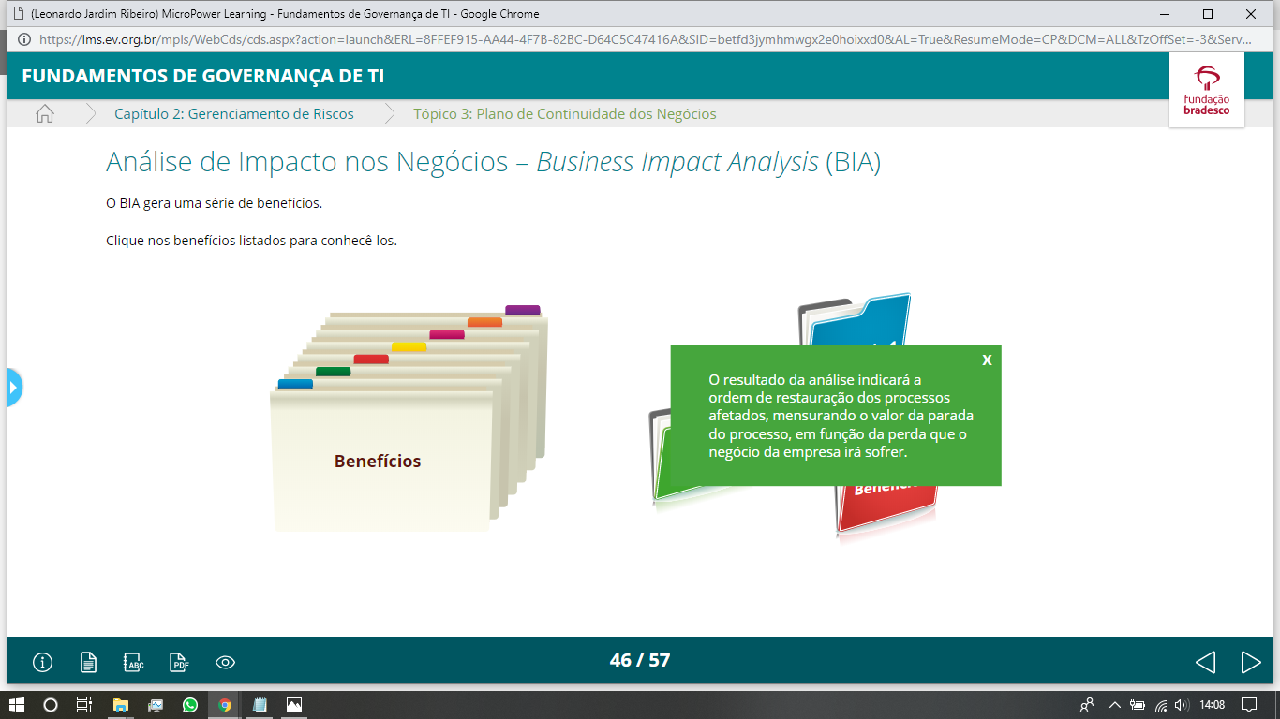 (Leonardo Jardim Ribeiro) MicroPower Learning - Fundamentos de Governança de TI - Google Chrome
https://lms.ev.org.br/mpls/WebCds/cds.aspx?action=launch&ERL=8FFEF915-AA44-4F7B-82BC-D64C5C47416A&SID=betfd3jymhmwgx2e0hoixxd0&AL=True&ResumeMode=CP&DCM=ALL&TzOffSet=-3&Serv...
FUNDAMENTOS DE GOVERNANÇA DE TI
fundação
bradesco
Capítulo 2: Gerenciamento de Riscos
Tópico 3: Plano de Continuidade dos Negócios
Análise de Impacto nos Negócios – Business Impact Analysis (BIA)
O BIA gera uma série de benefícios.
Clique nos benefícios listados para conhecê los.
X
O resultado da análise indicará a
ordem de restauração dos processos
afetados, mensurando o valor da parada
do processo, em função da perda que o
negócio da empresa irá sofrer.
Benefícios
ABC
PDF
46 / 57
14:08